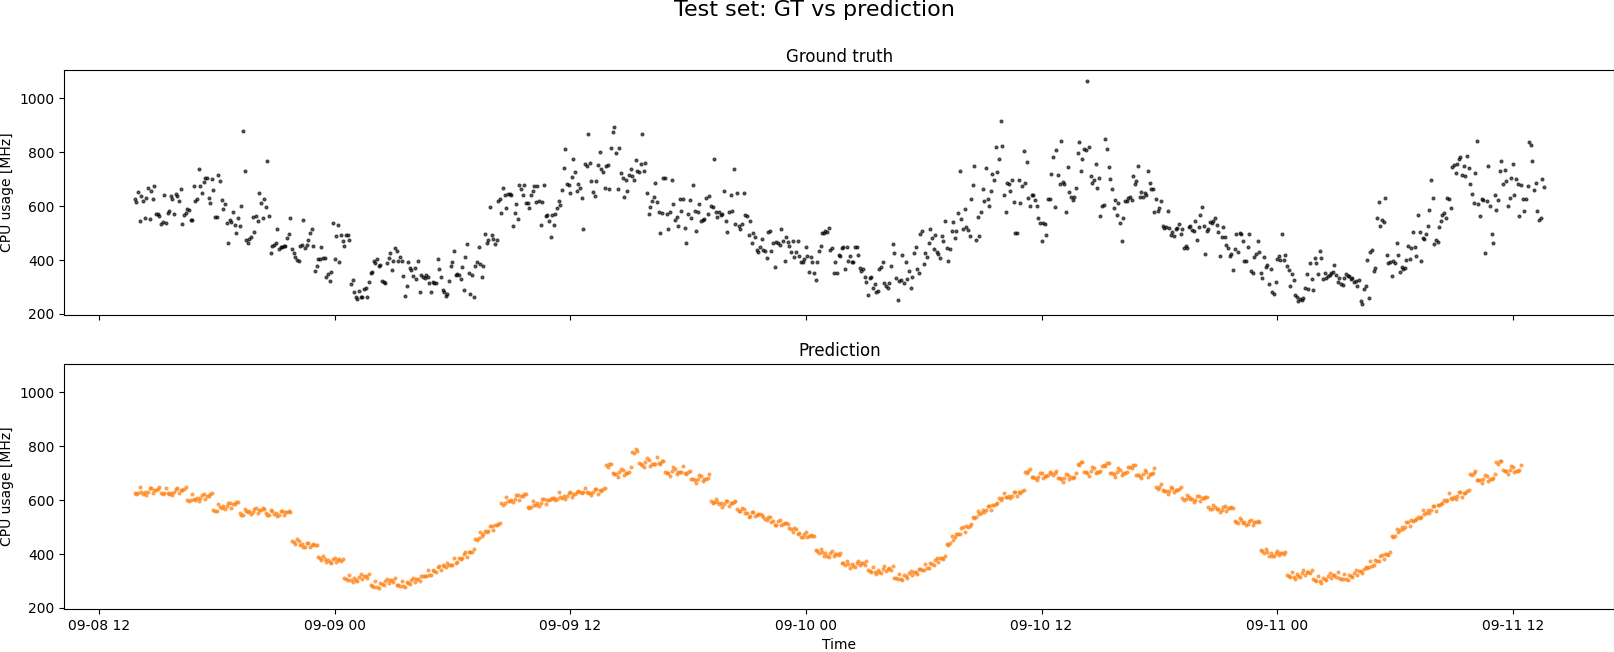 Test set: GT vs prediction
Ground truth
CPU usage [MHz]
1000
800
600
400
200
Prediction
CPU usage [MHz]
1000
800
600
400
200
09-08 12 09-09 00 09-09 12 09-10 00 09-10 12 09-11 00 09-11 12
Time